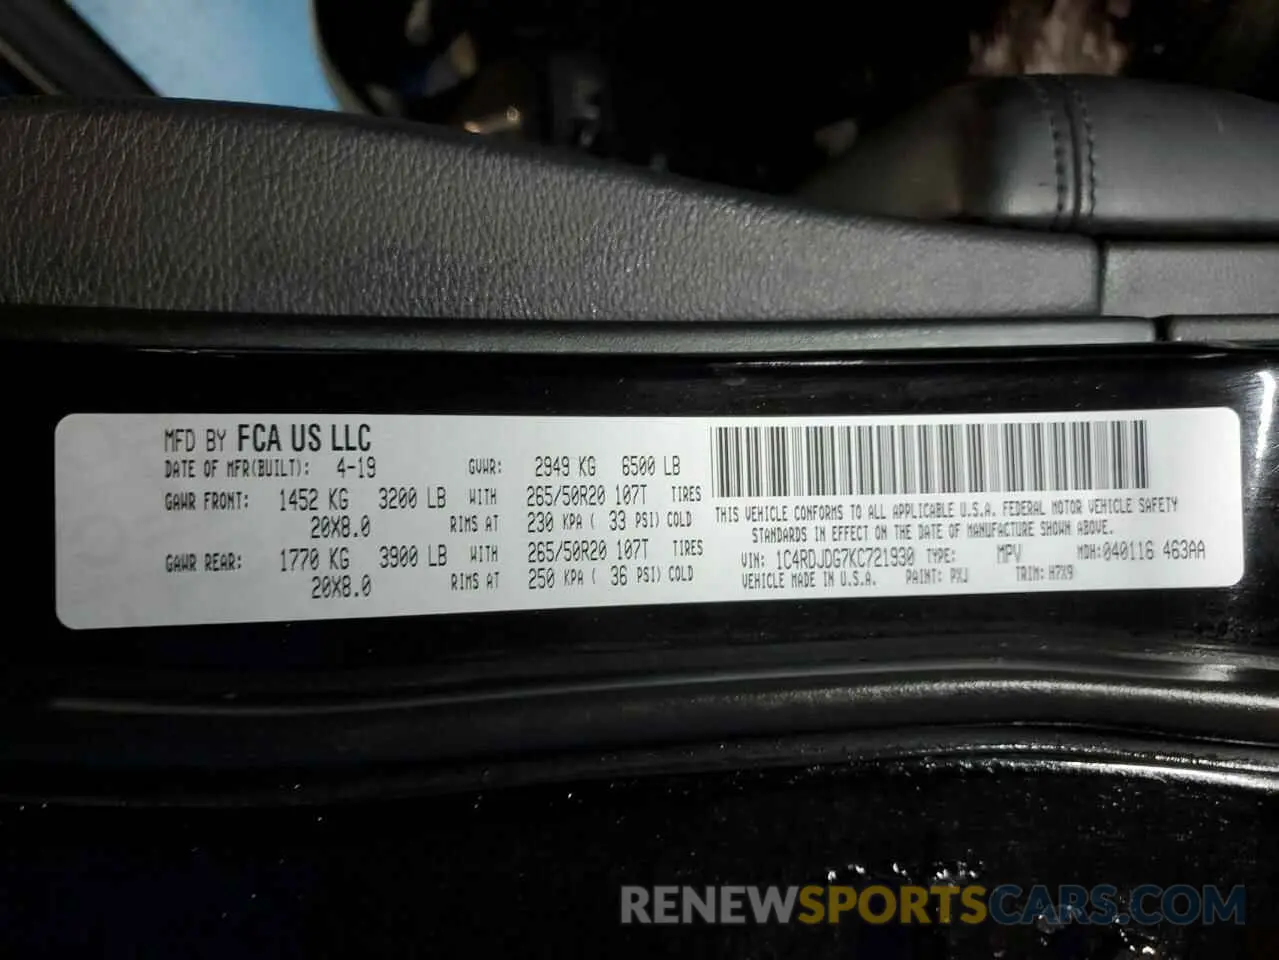 MFD BY FCA US LLC
DATE OF MFR(BUILT): 4-19 GVWR: 2949 KG 6500 LB
GAWR FRONT: 1452 KG 3200 LB WITH 265/50R20 107T TIRES
20X8.0 RIMS AT 230 KPA ( 33 PSI) COLD
GAWR REAR: 1770 KG 3900 LB WITH 265/50R20 107T TIRES
20X8.0 RIMS AT 250 KPA ( 36 PSI) COLD
THIS VEHICLE CONFORMS TO ALL APPLICABLE U.S.A. FEDERAL MOTOR VEHICLE SAFETY
STANDARDS IN EFFECT ON THE DATE OF MANUFACTURE SHOWN ABOVE.
VIN: 1C4RDJDG7KC721930 TYPE: MPV MDH:040116 463AA
VEHICLE MADE IN U.S.A. PAINT: PXJ TRIM: H7X9
RENEWSPORTSCARS.COM